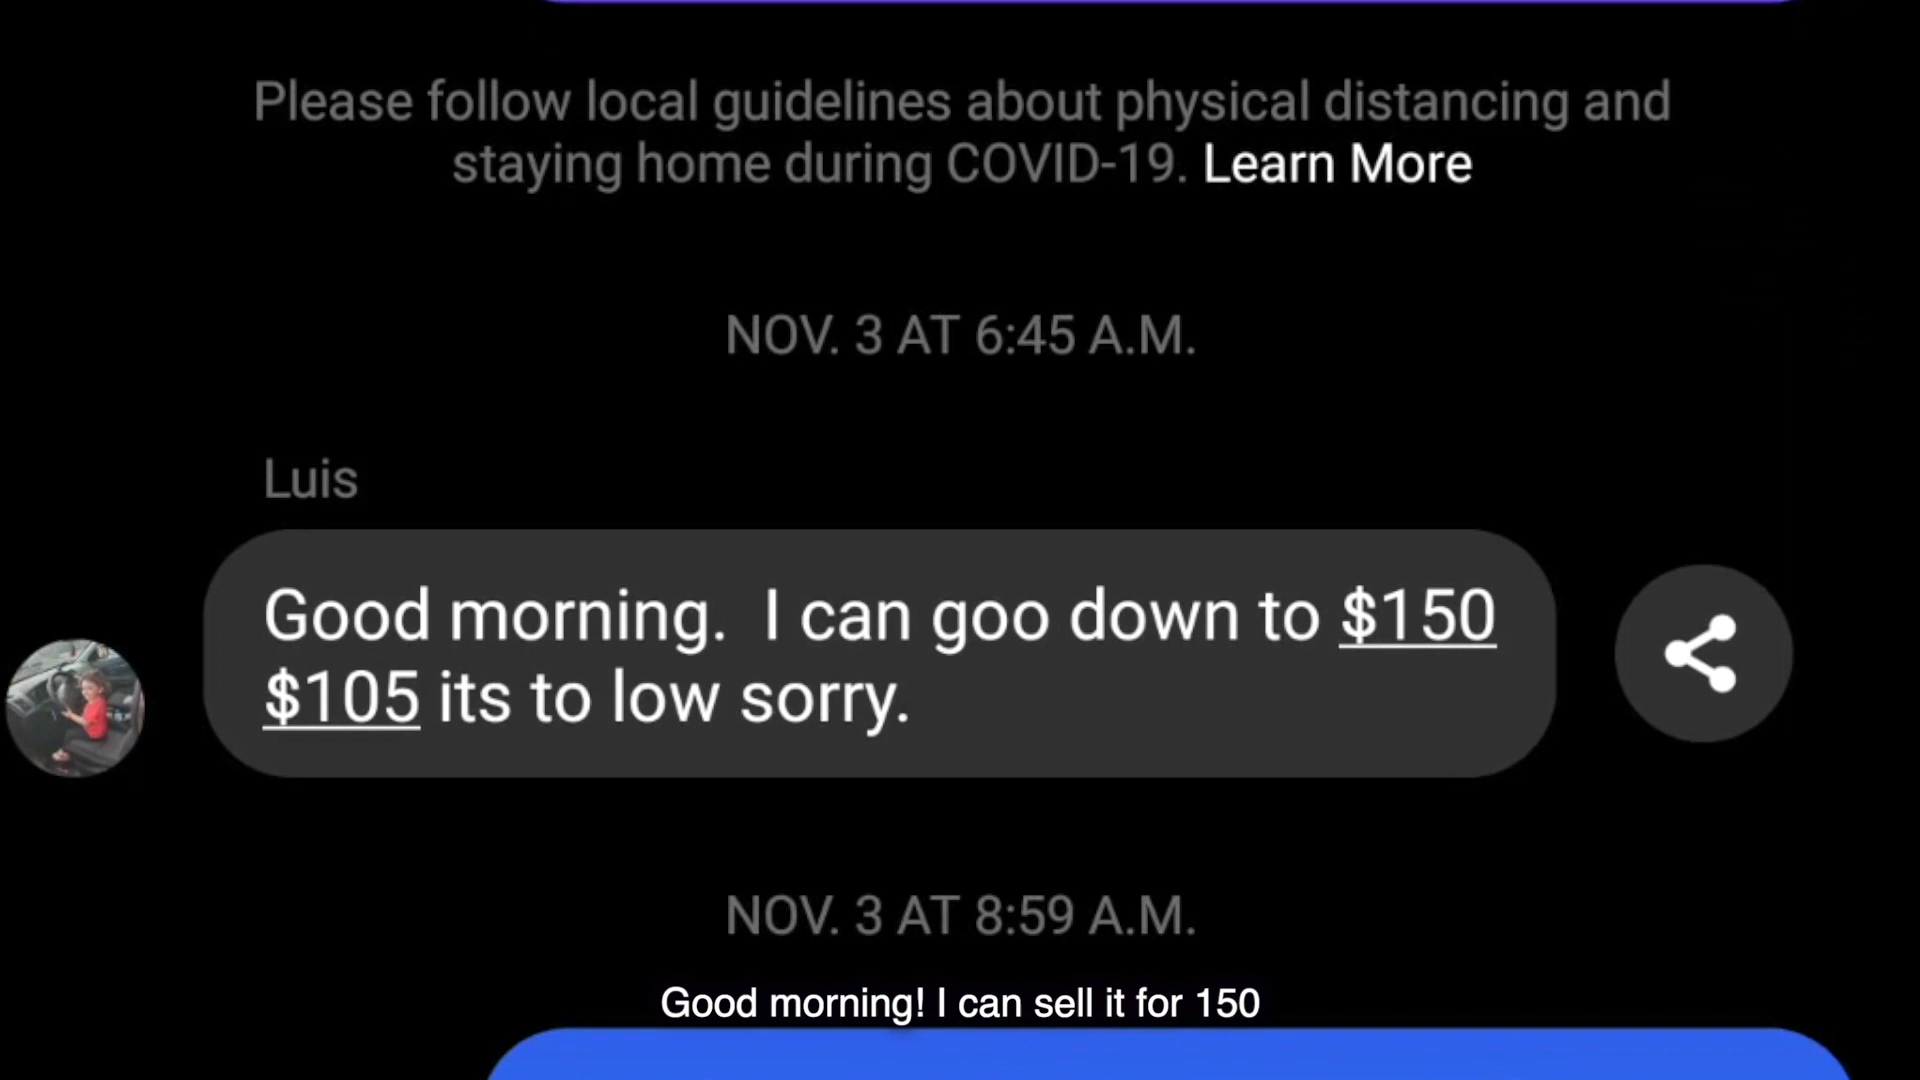 Please follow local guidelines about physical distancing and
staying home during COVID-19. Learn More
NOV. 3 AT 6:45 A.M.
Luis
Good morning.  I can goo down to $150
$105 its to low sorry.
NOV. 3 AT 8:59 A.M.
Good morning! I can sell it for 150